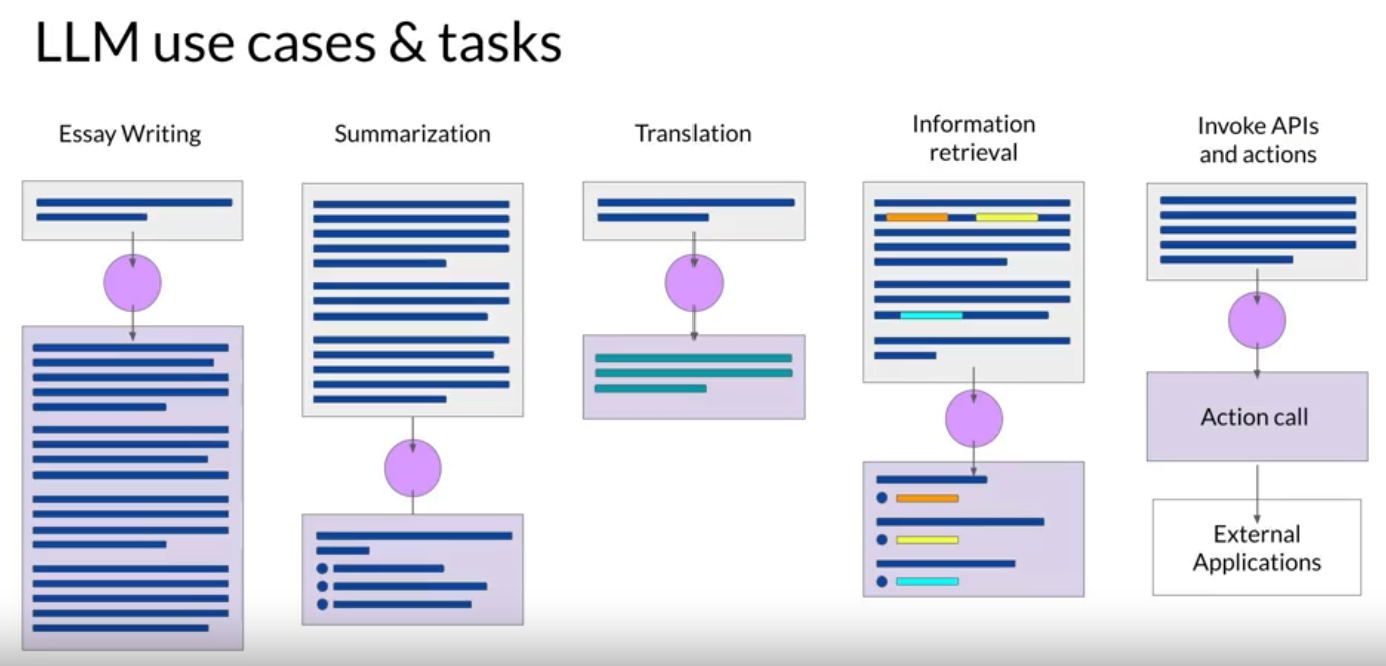 LLM use cases & tasks
Essay Writing
Summarization
Translation
Information
retrieval
Invoke APIs
and actions
Action call
External
Applications